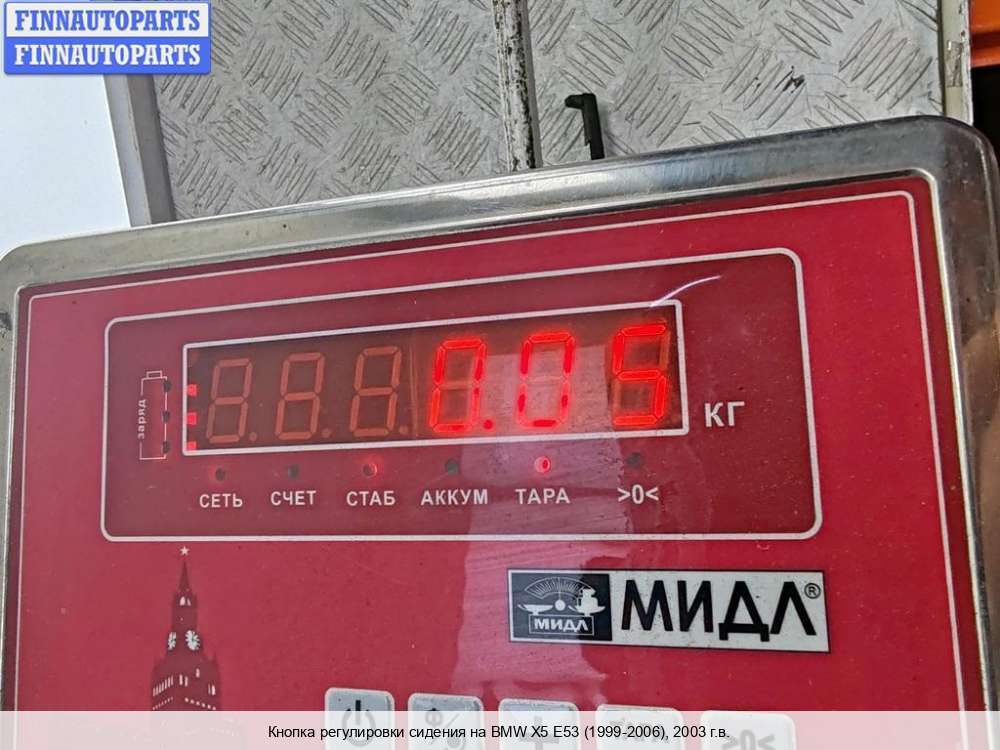 FINNAUTOPARTS
FINNAUTOPARTS
заряд
0.05 КГ
СЕТЬ СЧЕТ СТАБ АККУМ ТАРА >0<
МИДЛ МИДЛ®
>0<
Кнопка регулировки сидения на BMW X5 E53 (1999-2006), 2003 г.в.